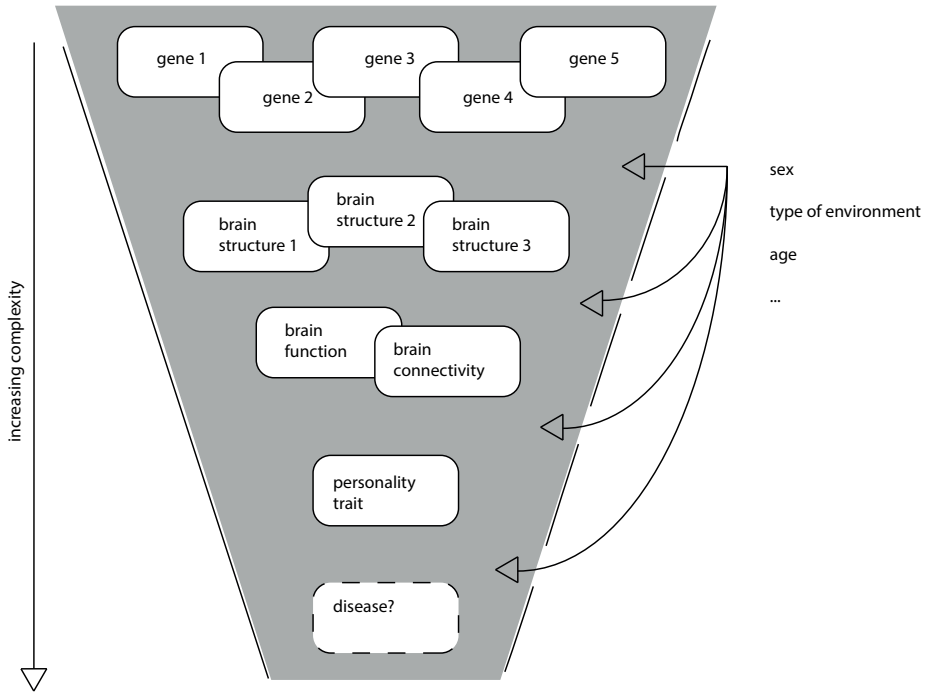 gene 1
gene 3
gene 5
gene 2
gene 4
sex
type of environment
age
...
brain
structure 1
brain
structure 2
brain
structure 3
brain
function
brain
connectivity
personality
trait
disease?
increasing complexity